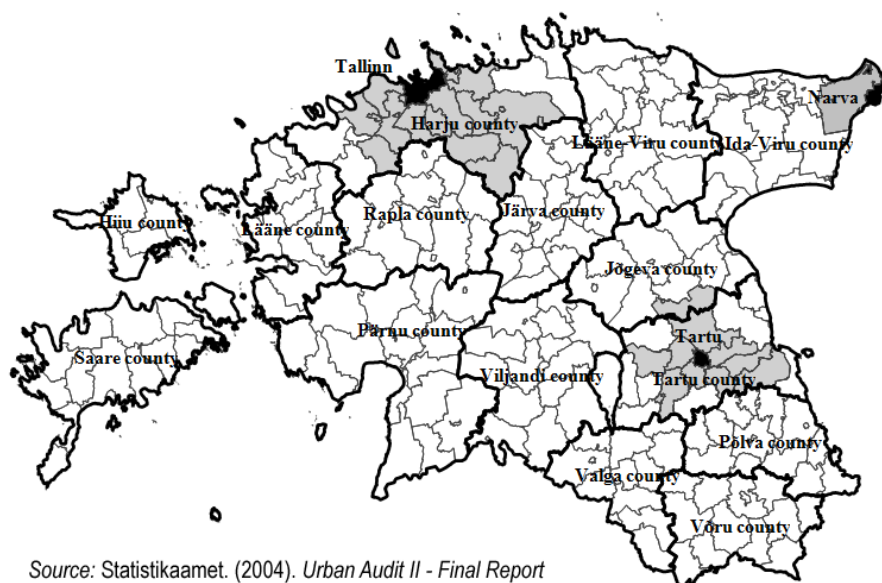 Tallinn
Narva
Harju county
Lääne-Viru county
Ida-Viru county
Hiiu county
Lääne county
Rapla county
Järva county
Jõgeva county
Saare county
Pärnu county
Tartu
Viljandi county
Tartu county
Põlva county
Valga county
Võru county
Source: Statistikaamet. (2004). Urban Audit II - Final Report